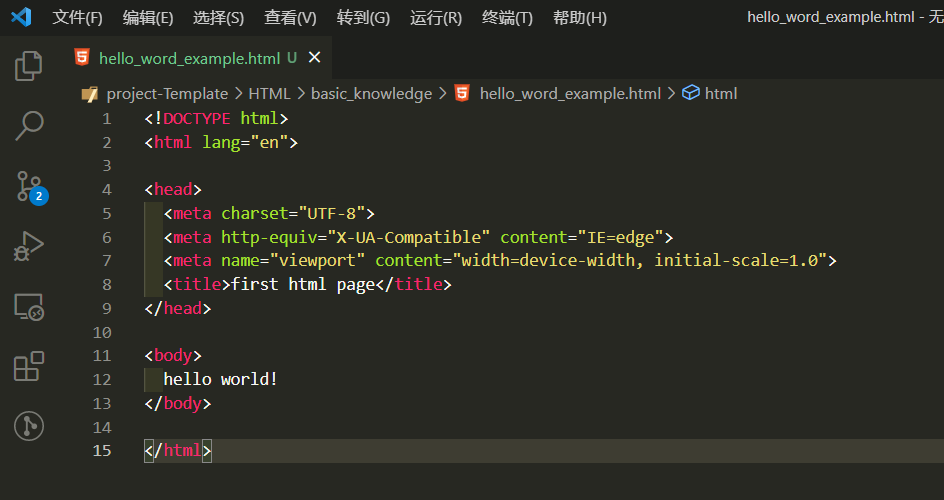 文件(F) 编辑(E) 选择(S) 查看(V) 转到(G) 运行(R) 终端(T) 帮助(H) hello_word_example.html - 无
hello_word_example.html U
project-Template > HTML > basic_knowledge > hello_word_example.html > html
1 <!DOCTYPE html>
2 <html lang="en">
3
4 <head>
5 <meta charset="UTF-8">
6 <meta http-equiv="X-UA-Compatible" content="IE=edge">
7 <meta name="viewport" content="width=device-width, initial-scale=1.0">
8 <title>first html page</title>
9 </head>
10
11 <body>
12 hello world!
13 </body>
14
15 </html>
2